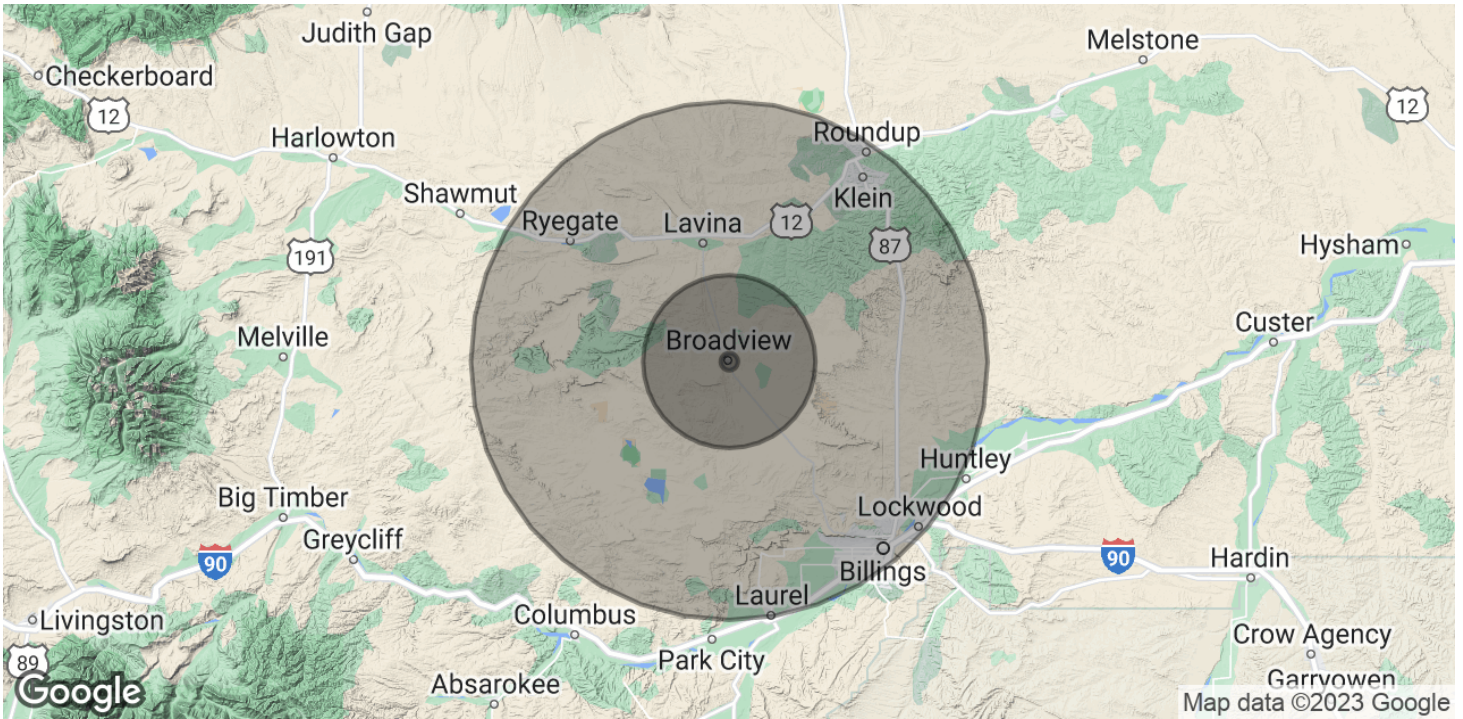 Judith Gap
Melstone
Checkerboard
12
12
Roundup
Harlowton
Shawmut
Klein
Ryegate
Lavina
12
87
Hysham
191
Custer
Melville
Broadview
Huntley
Big Timber
Lockwood
Greycliff
90
90
Hardin
Billings
Laurel
Livingston
Columbus
Crow Agency
89
Park City
Absarokee
Garryowen
Google
Map data ©2023 Google